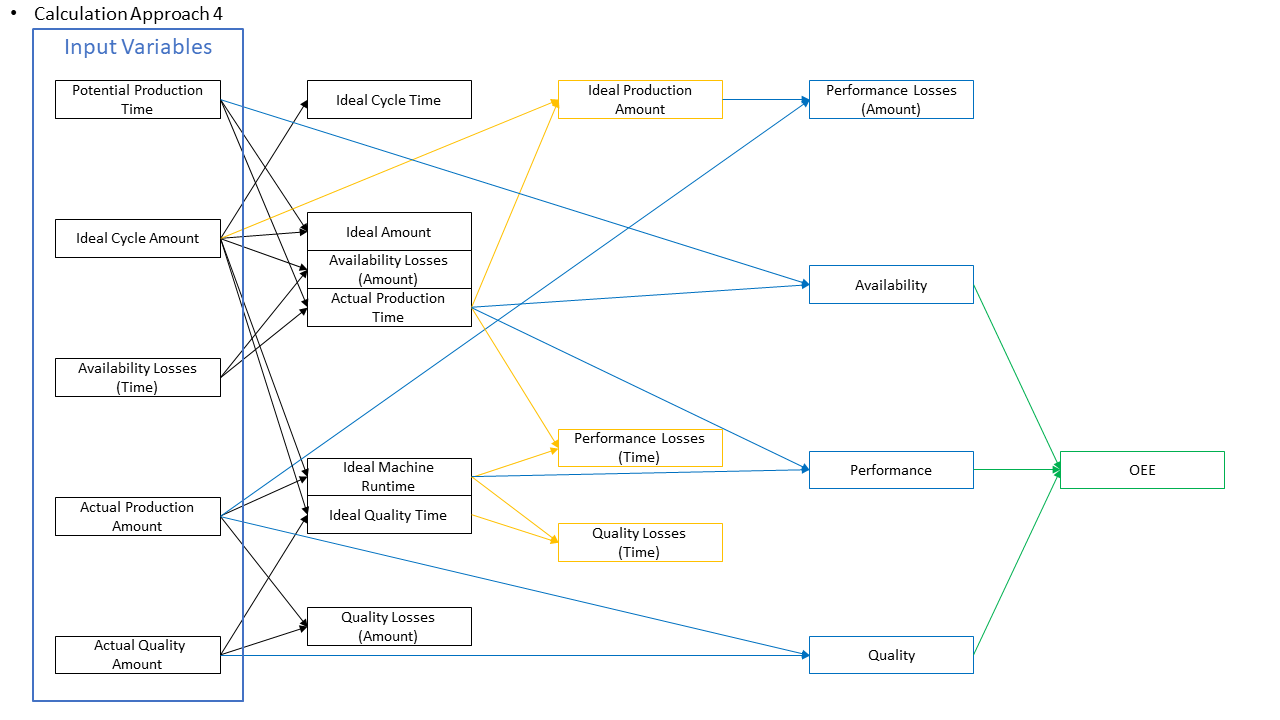 • Calculation Approach 4
Input Variables
Potential Production
Time
Ideal Cycle Time
Ideal Production
Amount
Performance Losses
(Amount)
Ideal Cycle Amount
Ideal Amount
Availability Losses
(Amount)
Actual Production
Time
Availability
Availability Losses
(Time)
Performance Losses
(Time)
Ideal Machine
Runtime
Performance
OEE
Actual Production
Amount
Ideal Quality Time
Quality Losses
(Time)
Quality Losses
(Amount)
Actual Quality
Amount
Quality